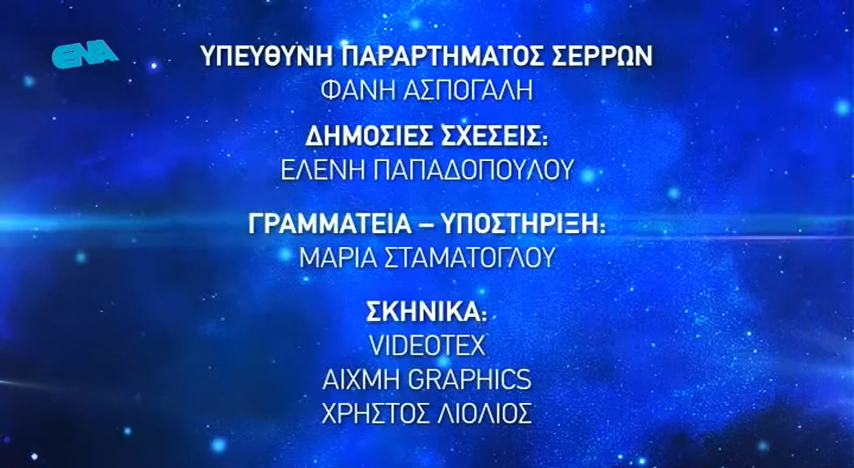 ENA
ΥΠΕΥΘΥΝΗ ΠΑΡΑΡΤΗΜΑΤΟΣ ΣΕΡΡΩΝ
ΦΑΝΗ ΑΣΠΟΓΑΛΗ
ΔΗΜΟΣΙΕΣ ΣΧΕΣΕΙΣ:
ΕΛΕΝΗ ΠΑΠΑΔΟΠΟΥΛΟΥ
ΓΡΑΜΜΑΤΕΙΑ – ΥΠΟΣΤΗΡΙΞΗ:
ΜΑΡΙΑ ΣΤΑΜΑΤΟΓΛΟΥ
ΣΚΗΝΙΚΑ:
VIDEOTEX
ΑΙΧΜΗ GRAPHICS
ΧΡΗΣΤΟΣ ΛΙΟΛΙΟΣ